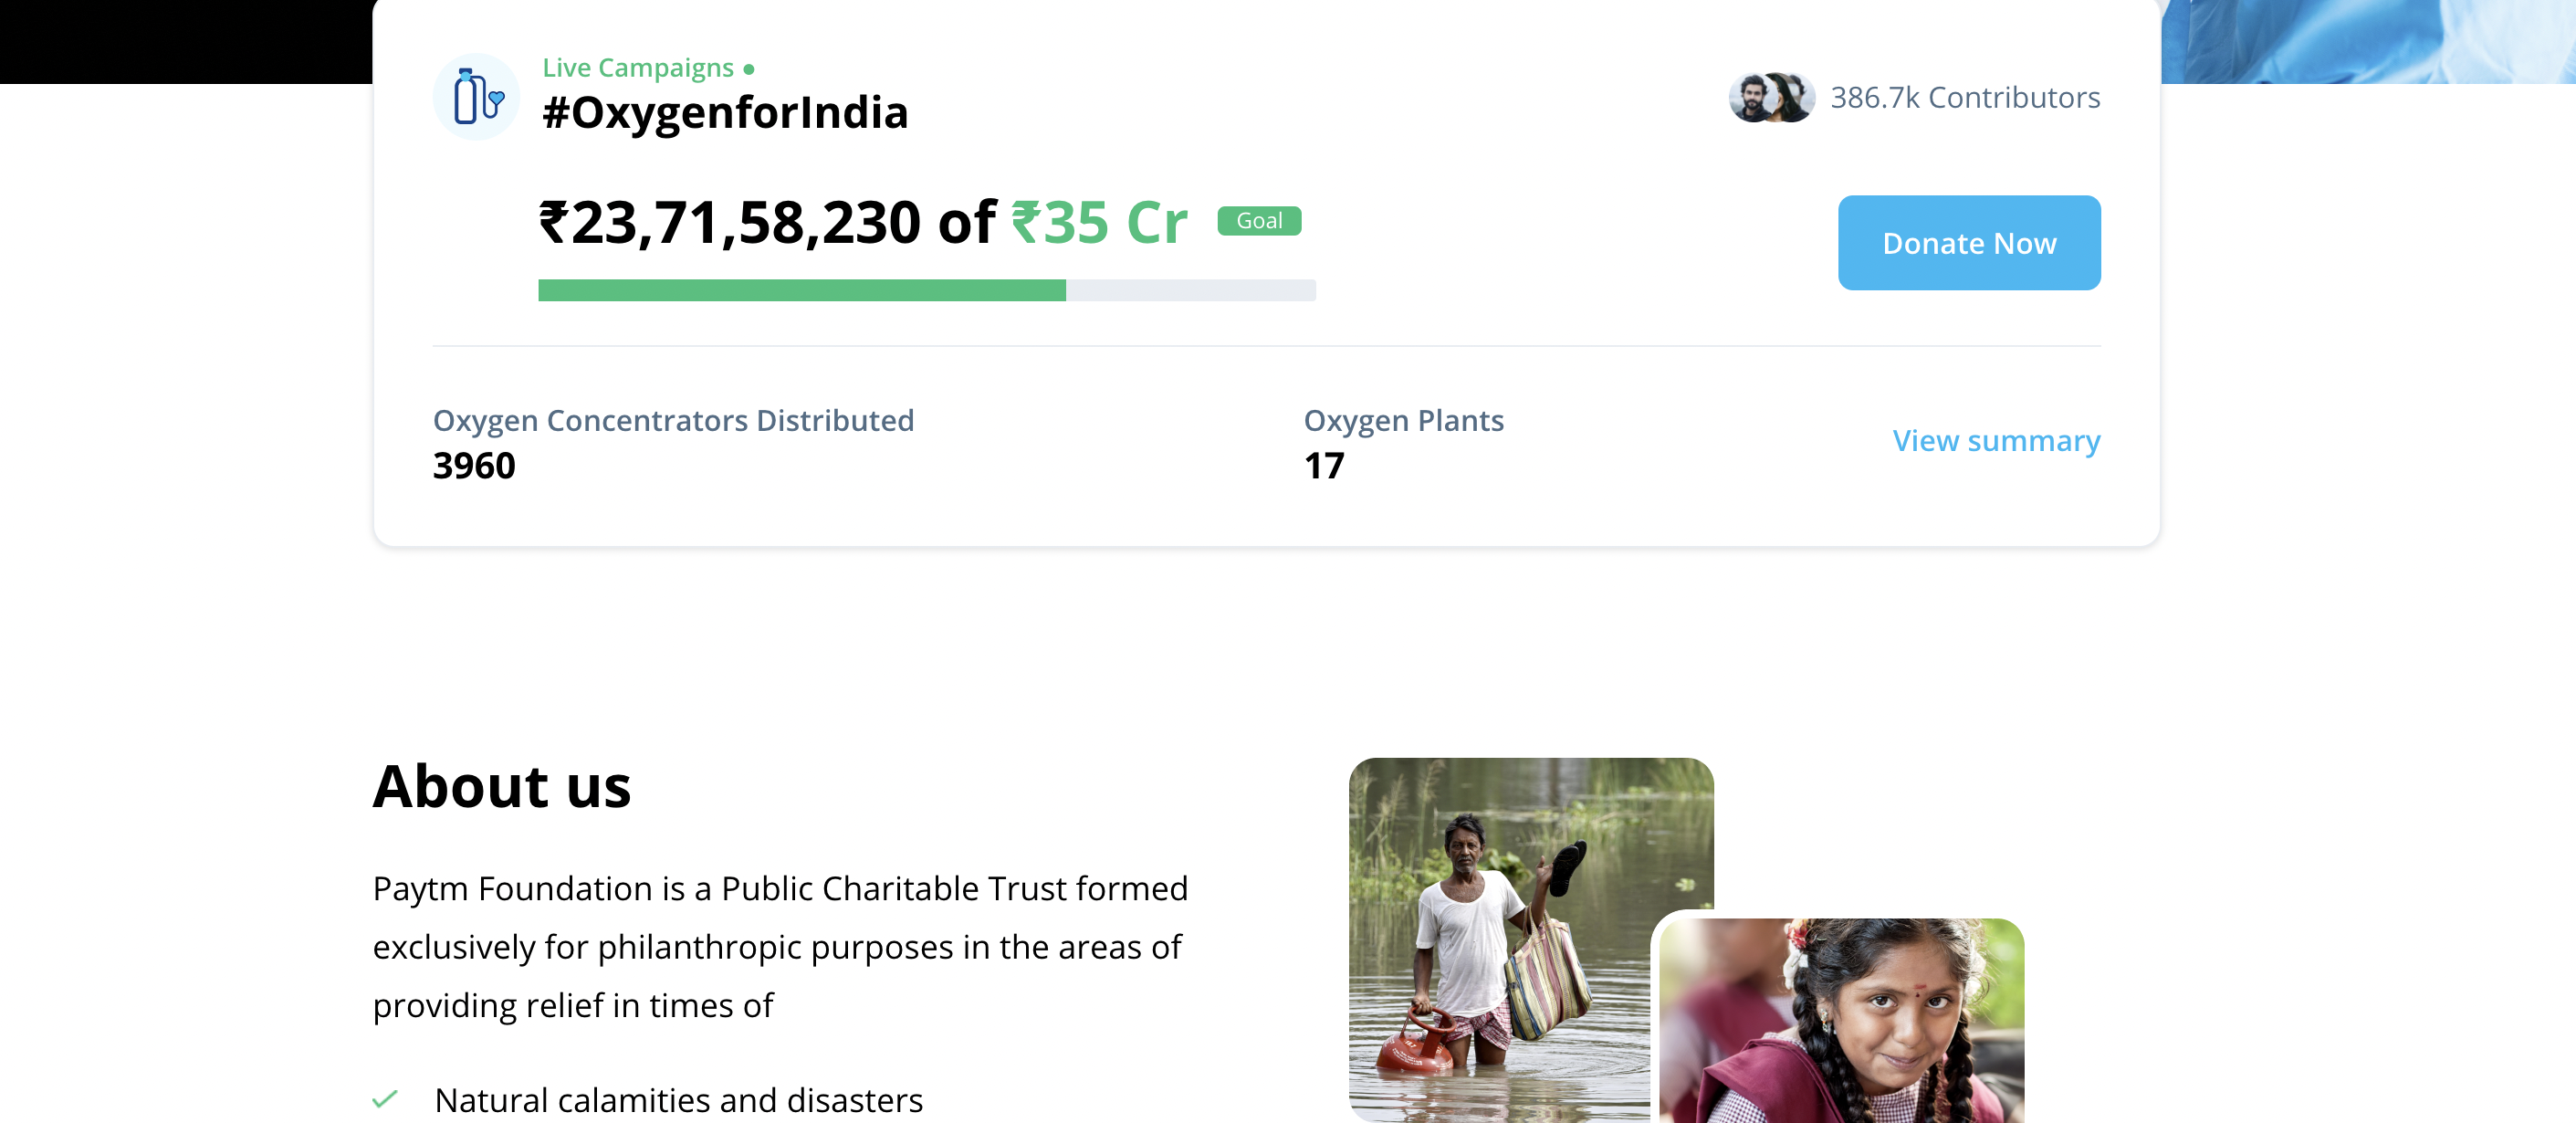 Live Campaigns
#OxygenforIndia
386.7k Contributors
₹23,71,58,230 of ₹35 Cr Goal
Donate Now
Oxygen Concentrators Distributed
3960
Oxygen Plants
17
View summary
About us
Paytm Foundation is a Public Charitable Trust formed
exclusively for philanthropic purposes in the areas of
providing relief in times of
Natural calamities and disasters